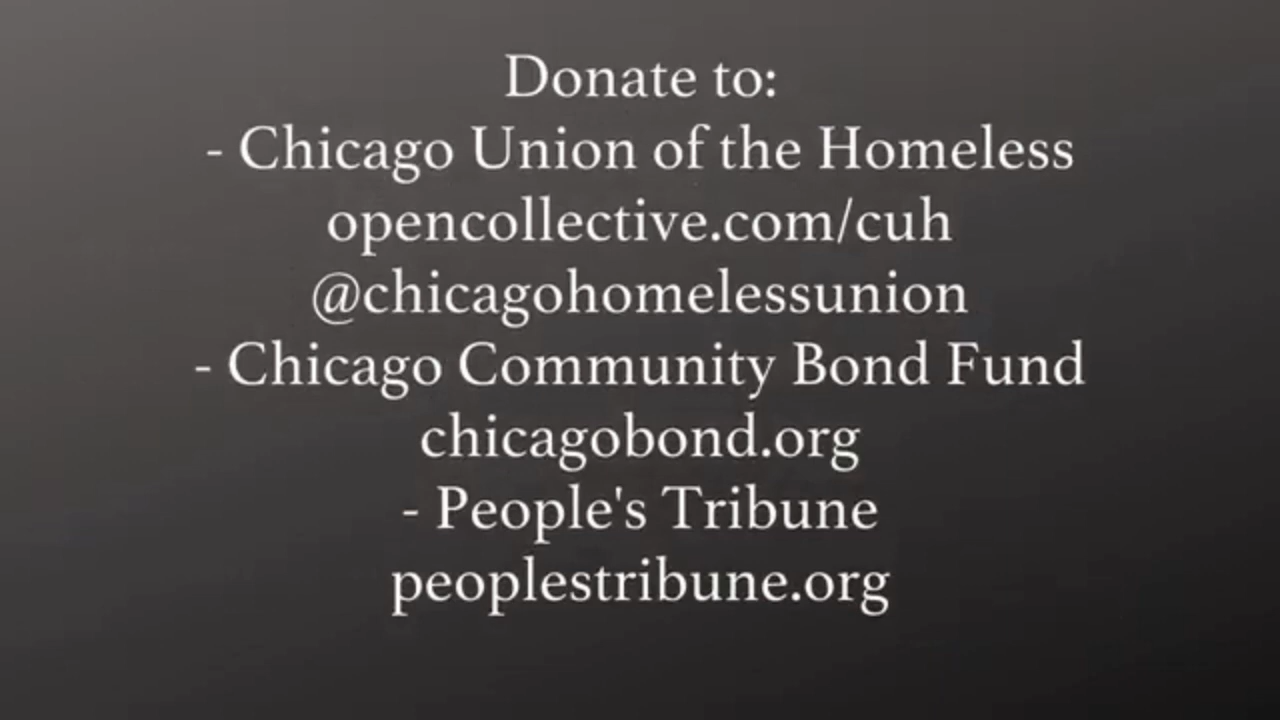 Donate to:
- Chicago Union of the Homeless
opencollective.com/cuh
@chicagohomelessunion
- Chicago Community Bond Fund
chicagobond.org
- People's Tribune
peoplestribune.org